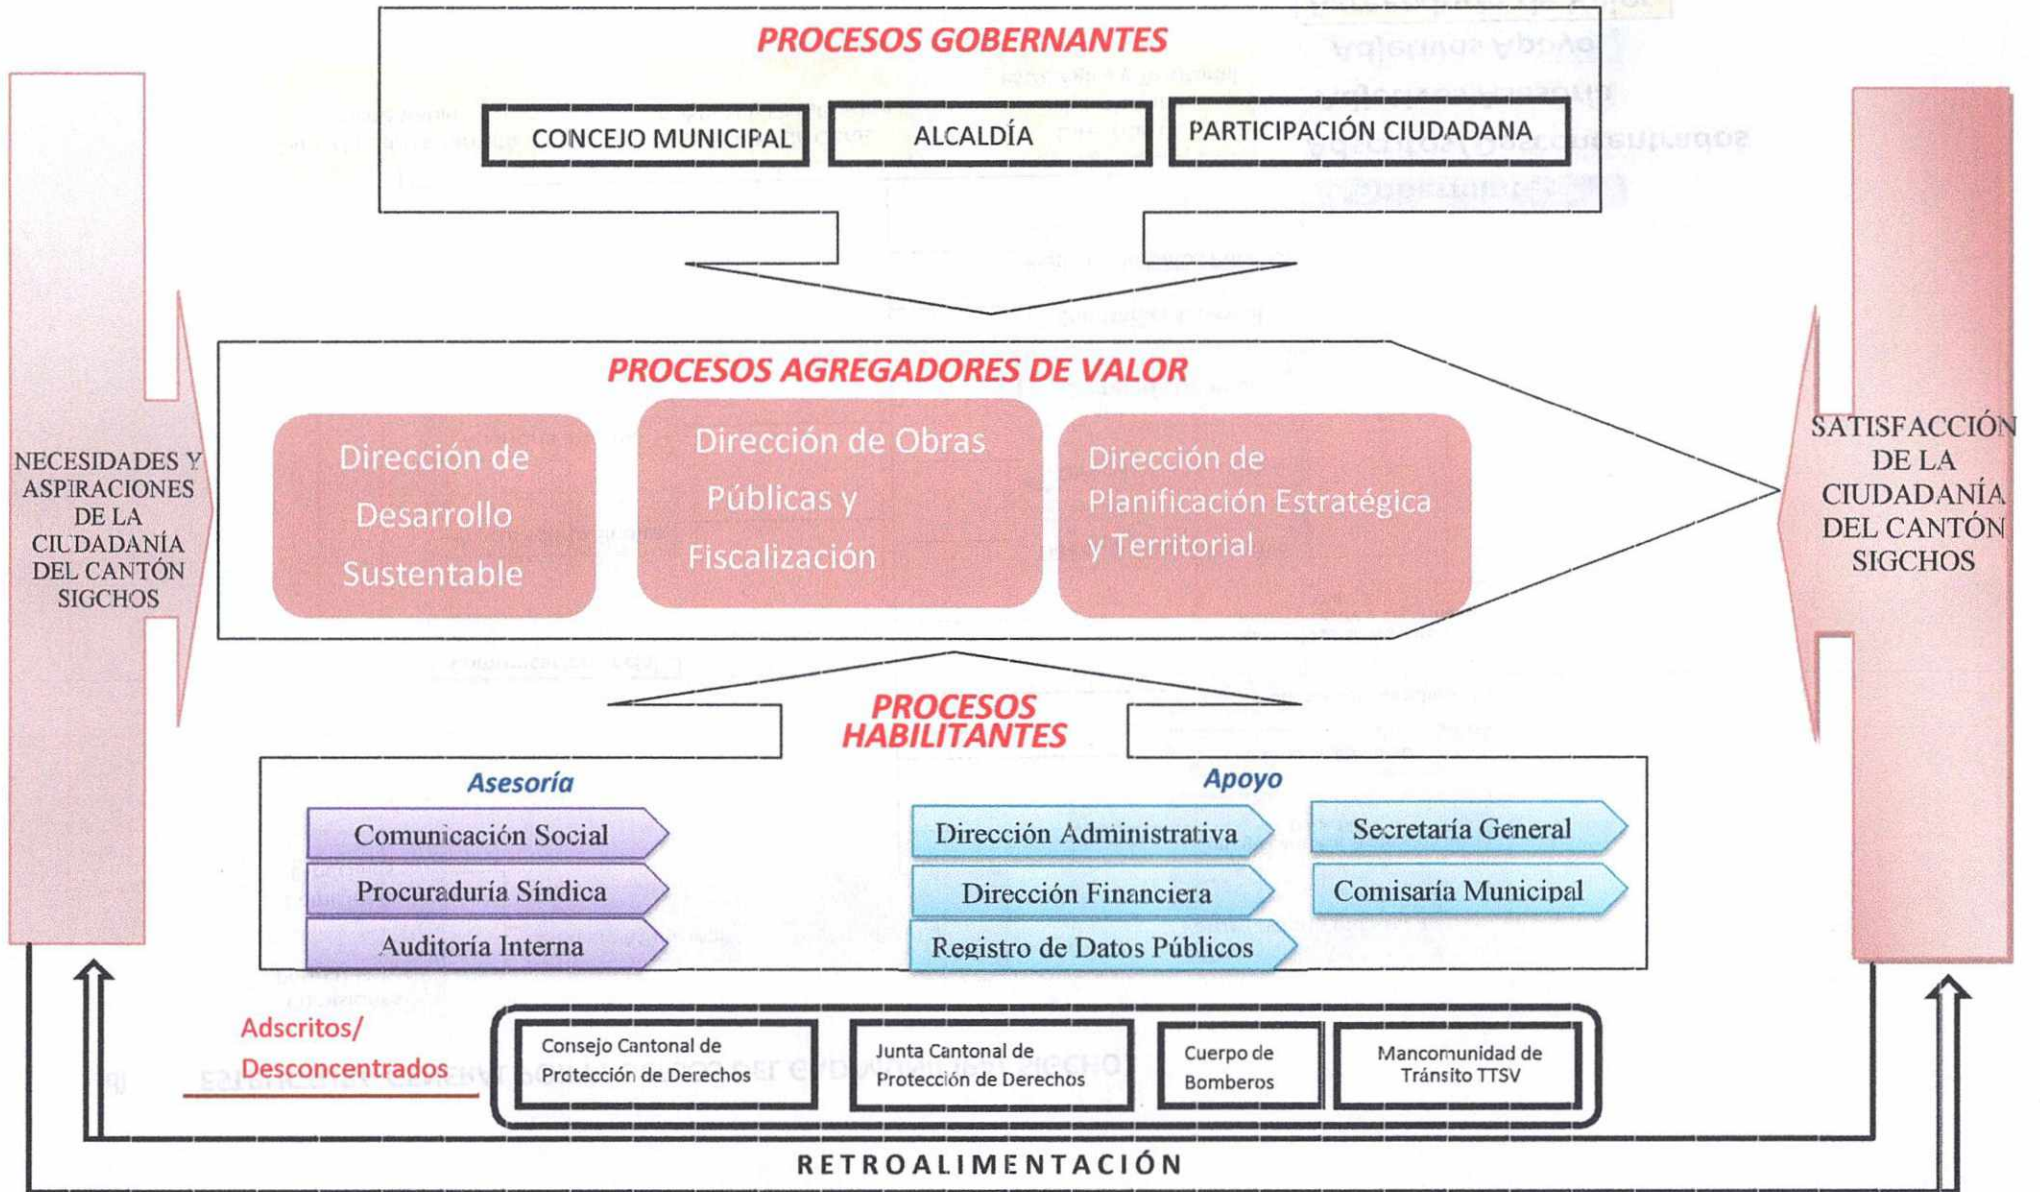 PROCESOS GOBERNANTES
CONCEJO MUNICIPAL
ALCALDÍA
PARTICIPACIÓN CIUDADANA
NECESIDADES Y
ASPIRACIONES
DE LA
CIUDADANÍA
DEL CANTÓN
SIGCHOS
PROCESOS AGREGADORES DE VALOR
Dirección de
Desarrollo
Sustentable
Dirección de Obras
Públicas y
Fiscalización
Dirección de
Planificación Estratégica
y Territorial
SATISFACCIÓN
DE LA
CIUDADANÍA
DEL CANTÓN
SIGCHOS
PROCESOS
HABILITANTES
Asesoría
Comunicación Social
Procuraduría Síndica
Auditoría Interna
Apoyo
Dirección Administrativa
Secretaría General
Dirección Financiera
Comisaría Municipal
Registro de Datos Públicos
Adscritos/
Desconcentrados
Consejo Cantonal de
Protección de Derechos
Junta Cantonal de
Protección de Derechos
Cuerpo de
Bomberos
Mancomunidad de
Tránsito TTSV
RETROALIMENTACIÓN